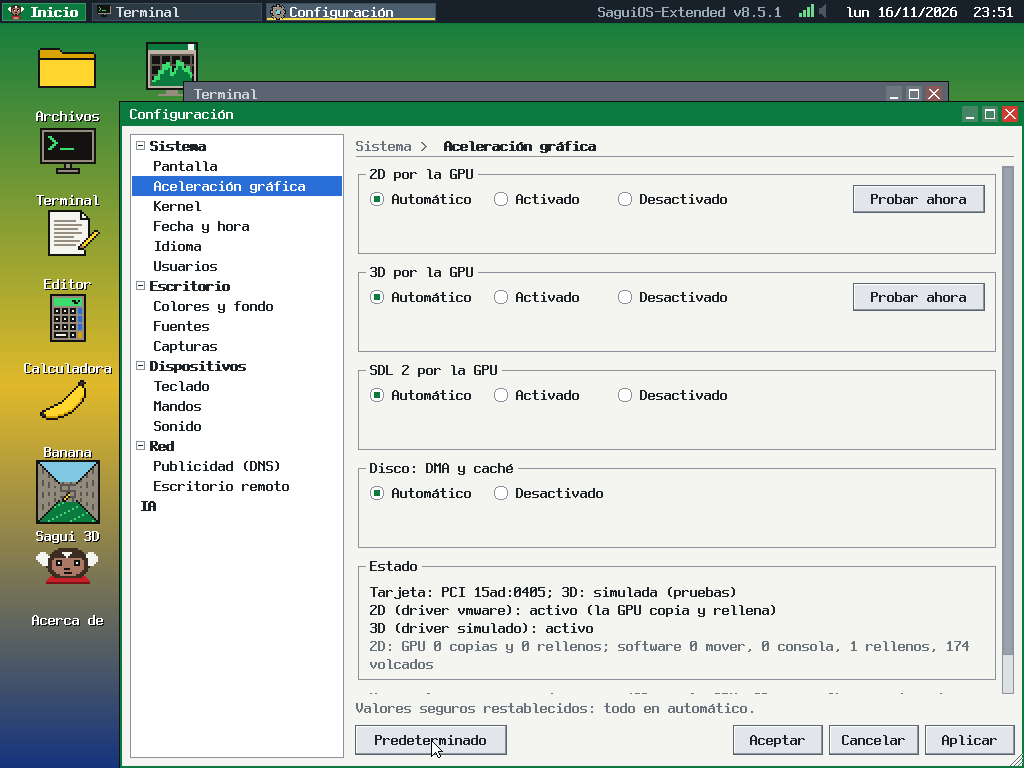 Inicio
Terminal
Configuración
SaguiOS-Extended v8.5.1
lun 16/11/2026 23:51
Archivos
Terminal
Editor
Calculadora
Banana
Sagui 3D
Acerca de
Terminal
Configuración
Sistema
Pantalla
Aceleración gráfica
Kernel
Fecha y hora
Idioma
Usuarios
Escritorio
Colores y fondo
Fuentes
Capturas
Dispositivos
Teclado
Mandos
Sonido
Red
Publicidad (DNS)
Escritorio remoto
IA
Sistema > Aceleración gráfica
2D por la GPU
Automático Activado Desactivado Probar ahora
3D por la GPU
Automático Activado Desactivado Probar ahora
SDL 2 por la GPU
Automático Activado Desactivado
Disco: DMA y caché
Automático Desactivado
Estado
Tarjeta: PCI 15ad:0405; 3D: simulada (pruebas)
2D (driver vmware): activo (la GPU copia y rellena)
3D (driver simulado): activo
2D: GPU 0 copias y 0 rellenos; software 0 mover, 0 consola, 1 rellenos, 174
volcados
Valores seguros restablecidos: todo en automático.
Predeterminado Aceptar Cancelar Aplicar